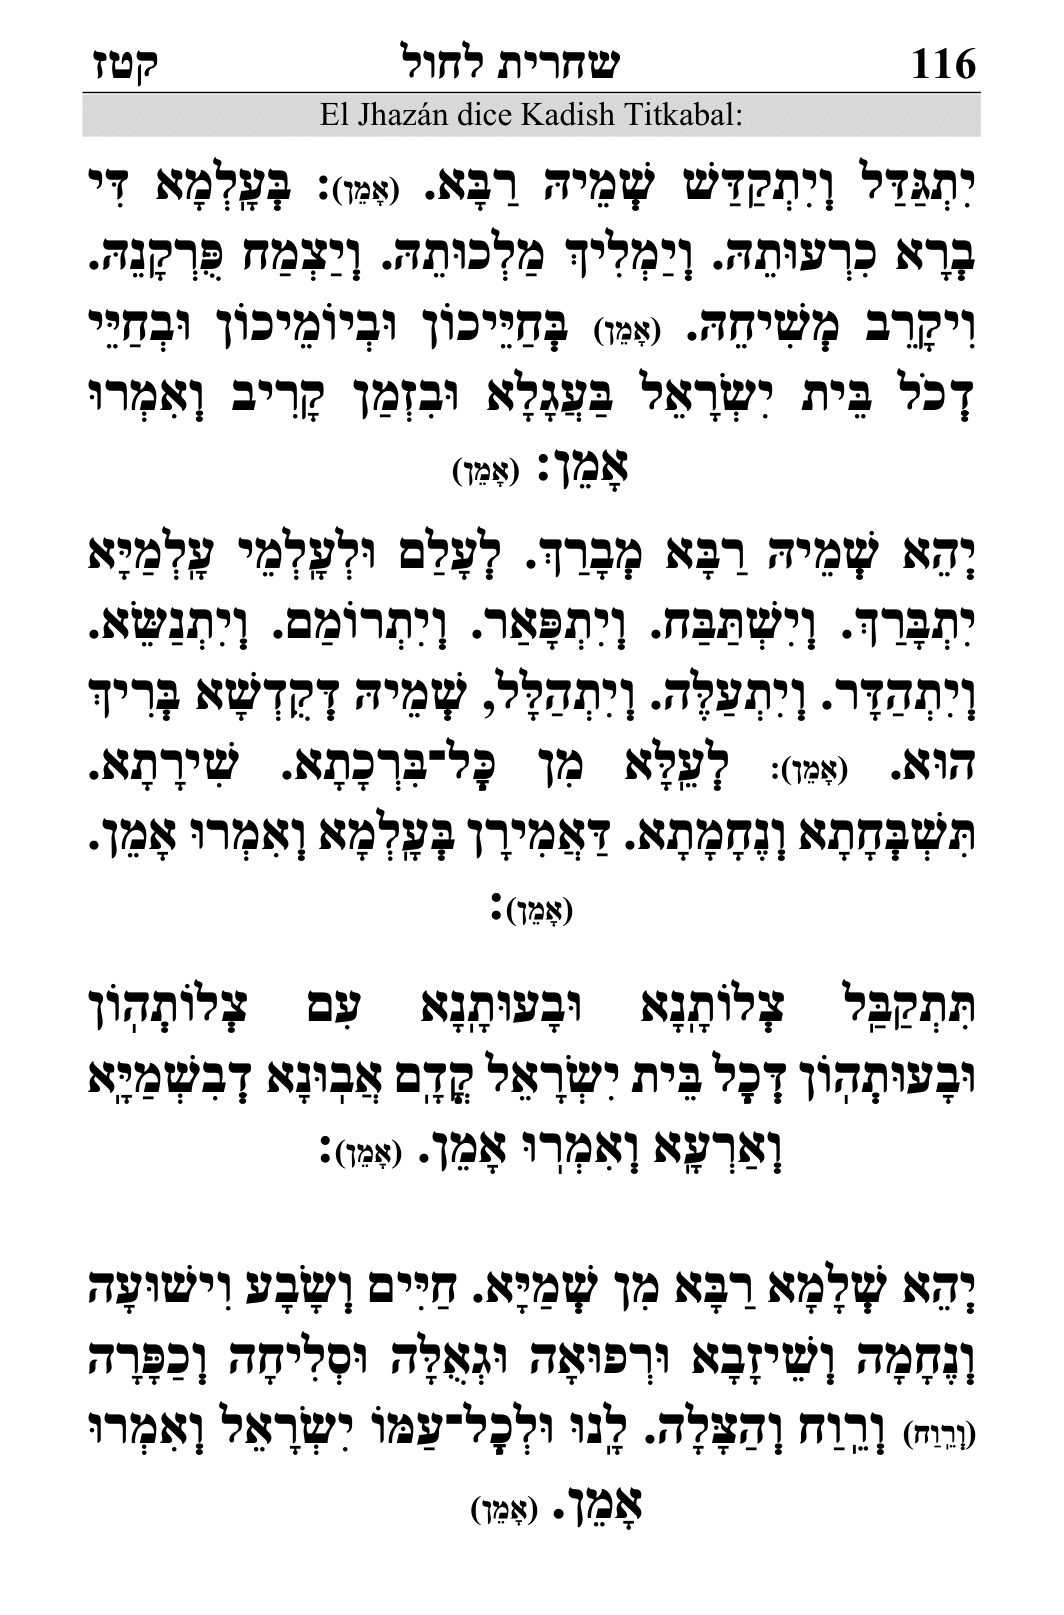 116 שחרית לחול קטז
El Jhazán dice Kadish Titkabal:
יִתְגַּדַּל וְיִתְקַדַּשׁ שְׁמֵיהּ רַבָּא. (אָמֵן): בְּעָלְמָא דִּי
בְרָא כִרְעוּתֵהּ. וְיַמְלִיךְ מַלְכוּתֵהּ. וְיַצְמַח פֻּרְקָנֵהּ.
וִיקָרֵב מְשִׁיחֵהּ. (אָמֵן) בְּחַיֵּיכוֹן וּבְיוֹמֵיכוֹן וּבְחַיֵּי
דְכֹל בֵּית יִשְׂרָאֵל בַּעֲגָלָא וּבִזְמַן קָרִיב וְאִמְרוּ
אָמֵן: (אָמֵן)
יְהֵא שְׁמֵיהּ רַבָּא מְבָרַךְ. לְעָלַם וּלְעָלְמֵי עָלְמַיָּא
יִתְבָּרַךְ. וְיִשְׁתַּבַּח. וְיִתְפָּאַר. וְיִתְרוֹמַם. וְיִתְנַשֵּׂא.
וְיִתְהַדָּר. וְיִתְעַלֶּה. וְיִתְהַלָּל, שְׁמֵיהּ דְּקֻדְשָׁא בְּרִיךְ
הוּא. (אָמֵן): לְעֵלָּא מִן כָּל־בִּרְכָתָא. שִׁירָתָא.
תִּשְׁבְּחָתָא וְנֶחָמָתָא. דַּאֲמִירָן בְּעָלְמָא וְאִמְרוּ אָמֵן.
(אָמֵן):
תִּתְקַבַּל צְלוֹתָנָא וּבָעוּתָנָא עִם צְלוֹתְהוֹן
וּבָעוּתְהוֹן דְּכָל בֵּית יִשְׂרָאֵל קֳדָם אֲבוּנָא דְבִשְׁמַיָּא
וְאַרְעָא וְאִמְרוּ אָמֵן. (אָמֵן):
יְהֵא שְׁלָמָא רַבָּא מִן שְׁמַיָּא. חַיִּים וְשָׂבָע וִישׁוּעָה
וְנֶחָמָה וְשֵׁיזָבָא וּרְפוּאָה וּגְאֻלָּה וּסְלִיחָה וְכַפָּרָה
(וְרֵוַח) וְרֵוַח וְהַצָּלָה. לָנוּ וּלְכָל־עַמּוֹ יִשְׂרָאֵל וְאִמְרוּ
אָמֵן. (אָמֵן)